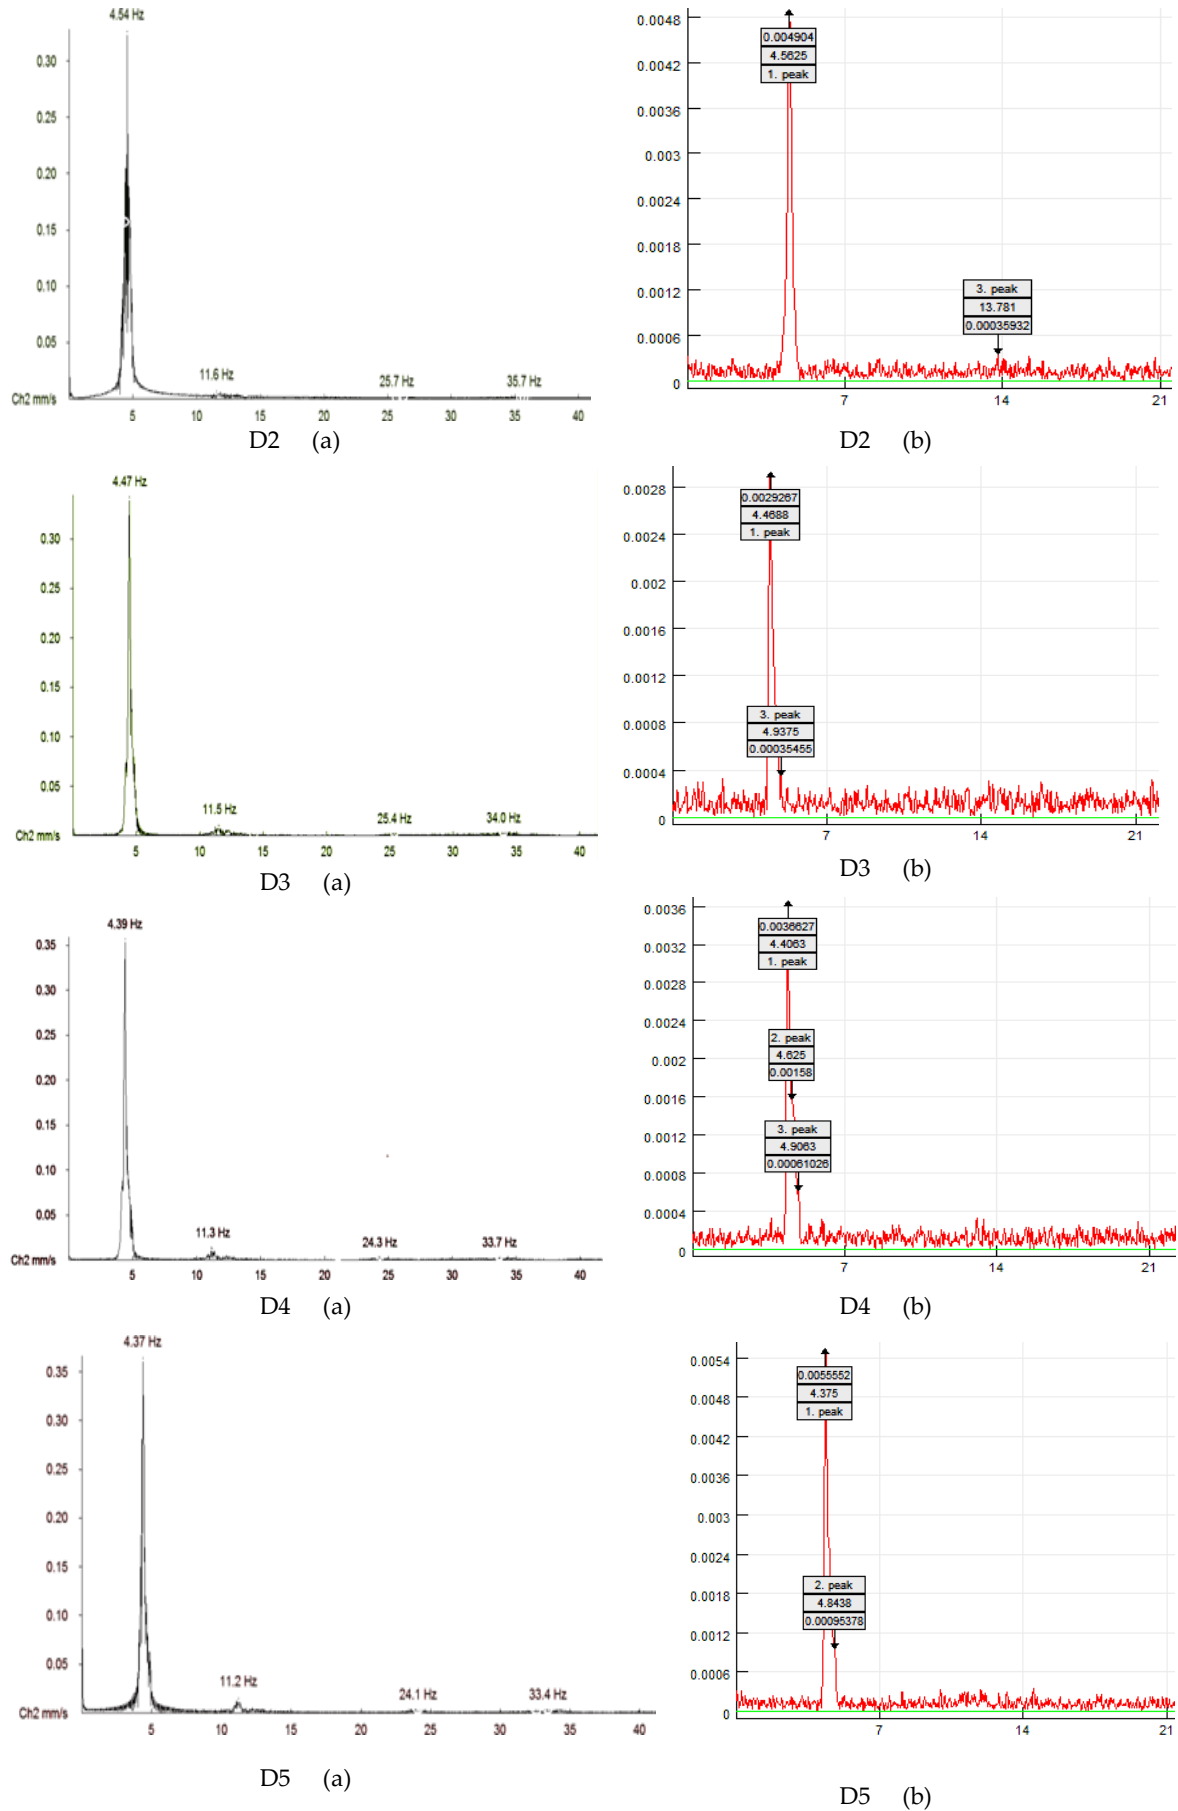 4.54 Hz
0.30
0.25
0.20
0.15
0.10
0.05
11.6 Hz
25.7 Hz
35.7 Hz
Ch2 mm/s
5 10 15 20 25 30 35 40
D2 (a)
0.0048
0.0042
0.0036
0.003
0.0024
0.0018
0.0012
0.0006
0
0.004904
4.5625
1. peak
3. peak
13.781
0.00035932
7 14 21
D2 (b)
4.47 Hz
0.30
0.25
0.20
0.15
0.10
0.05
11.5 Hz
25.4 Hz
34.0 Hz
Ch2 mm/s
5 10 15 20 25 30 35 40
D3 (a)
0.0028
0.0024
0.002
0.0016
0.0012
0.0008
0.0004
0
0.0029267
4.4688
1. peak
3. peak
4.9375
0.00035455
7 14 21
D3 (b)
4.39 Hz
0.35
0.30
0.25
0.20
0.15
0.10
0.05
11.3 Hz
24.3 Hz
33.7 Hz
Ch2 mm/s
5 10 15 20 25 30 35 40
D4 (a)
0.0036
0.0032
0.0028
0.0024
0.002
0.0016
0.0012
0.0008
0.0004
0
0.0036627
4.4063
1. peak
2. peak
4.625
0.00158
3. peak
4.9063
0.00061026
7 14 21
D4 (b)
4.37 Hz
0.35
0.30
0.25
0.20
0.15
0.10
0.05
11.2 Hz
24.1 Hz
33.4 Hz
Ch2 mm/s
5 10 15 20 25 30 35 40
D5 (a)
0.0054
0.0048
0.0042
0.0036
0.003
0.0024
0.0018
0.0012
0.0006
0
0.0055552
4.375
1. peak
2. peak
4.8438
0.00095378
7 14 21
D5 (b)